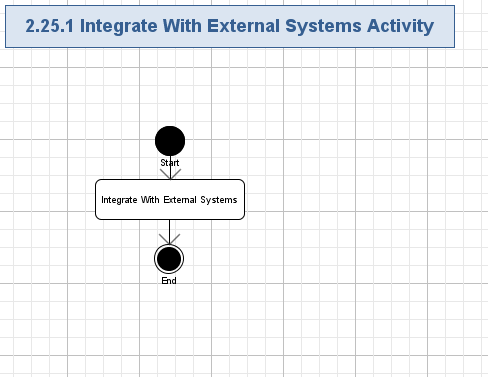 2.25.1 Integrate With External Systems Activity
Start
Integrate With External Systems
End